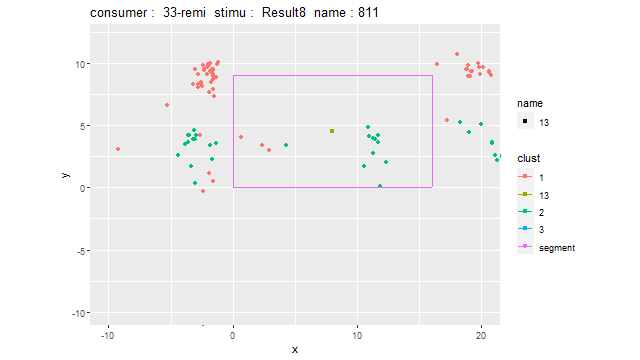 consumer : 33-remi stimu : Result8 name : 811
10
5
0
-5
-10
y
-10
0
10
20
x
name
13
clust
1
13
2
3
segment